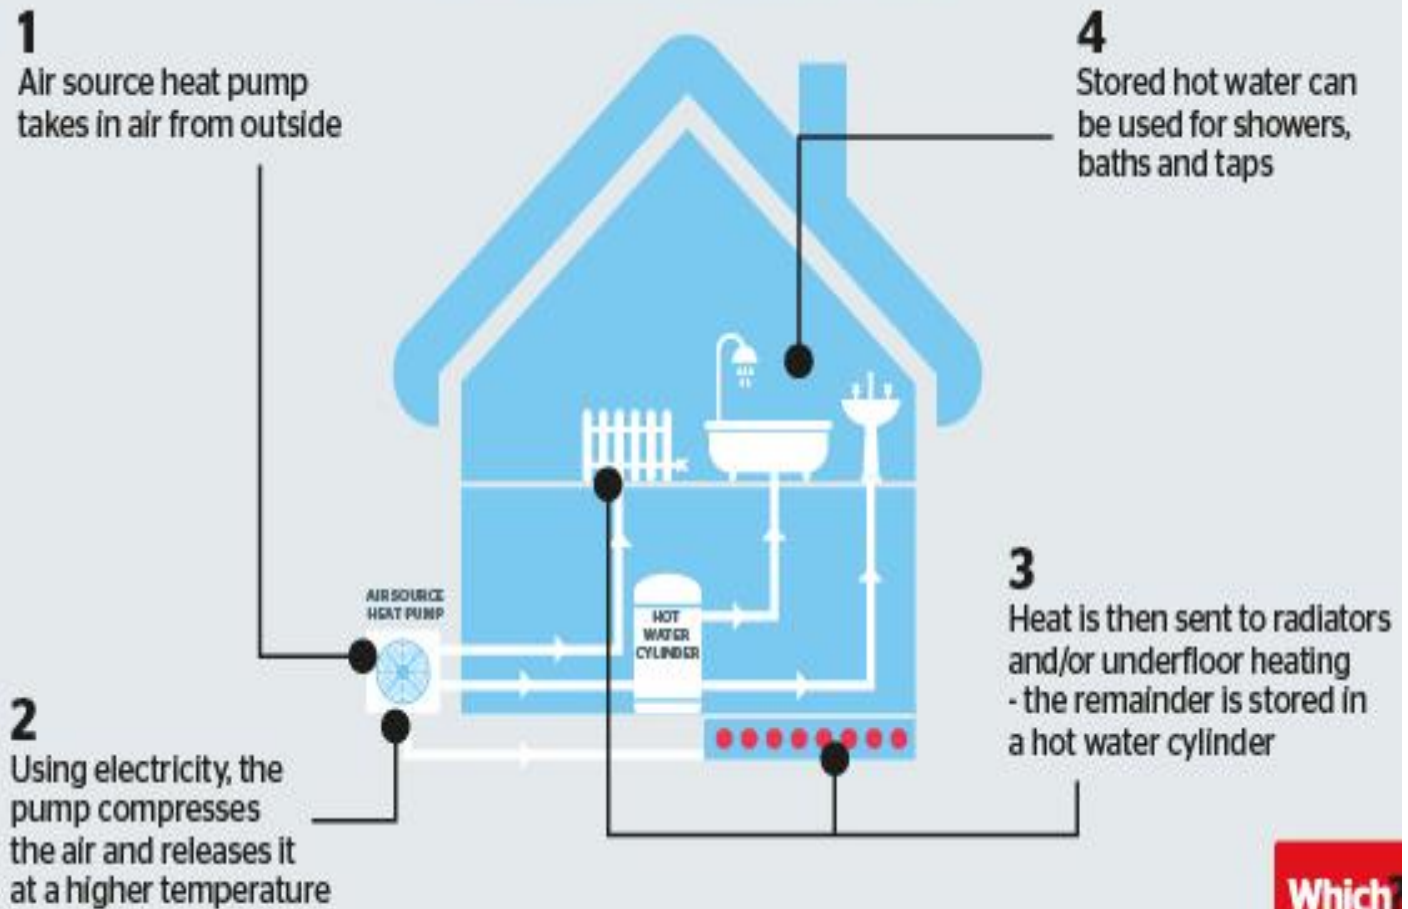 1
Air source heat pump
takes in air from outside
4
Stored hot water can
be used for showers,
baths and taps
AIR SOURCE
HEAT PUMP
HOT
WATER
CYLINDER
3
Heat is then sent to radiators
and/or underfloor heating
- the remainder is stored in
a hot water cylinder
2
Using electricity, the
pump compresses
the air and releases it
at a higher temperature
Which?